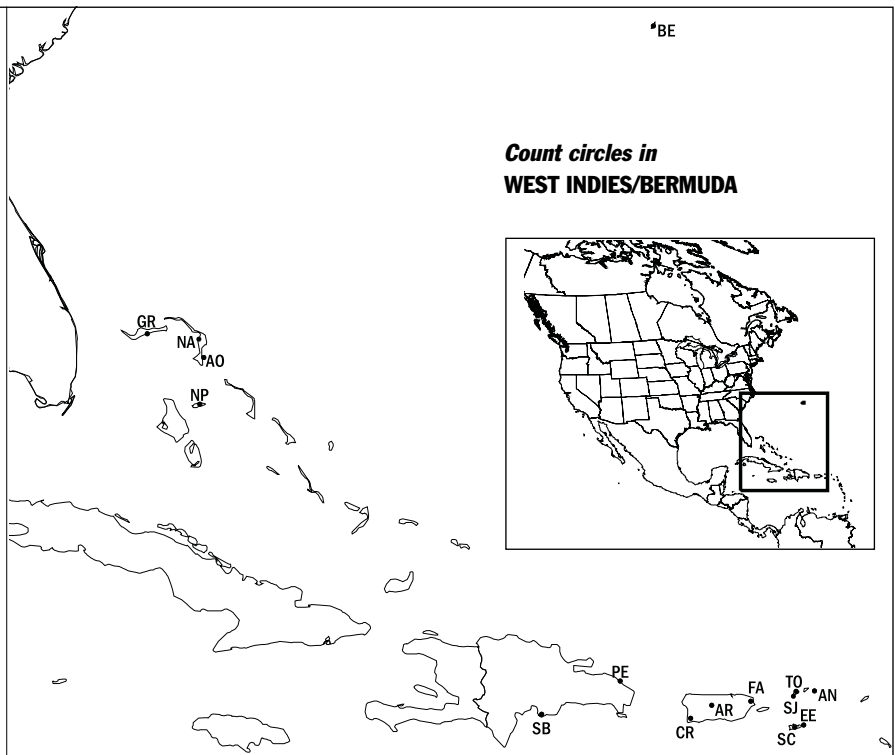 BE
Count circles in
WEST INDIES/BERMUDA
GR
NA
AO
NP
PE
TO
FA
AN
AR
SJ
EE
CR
SB
SC